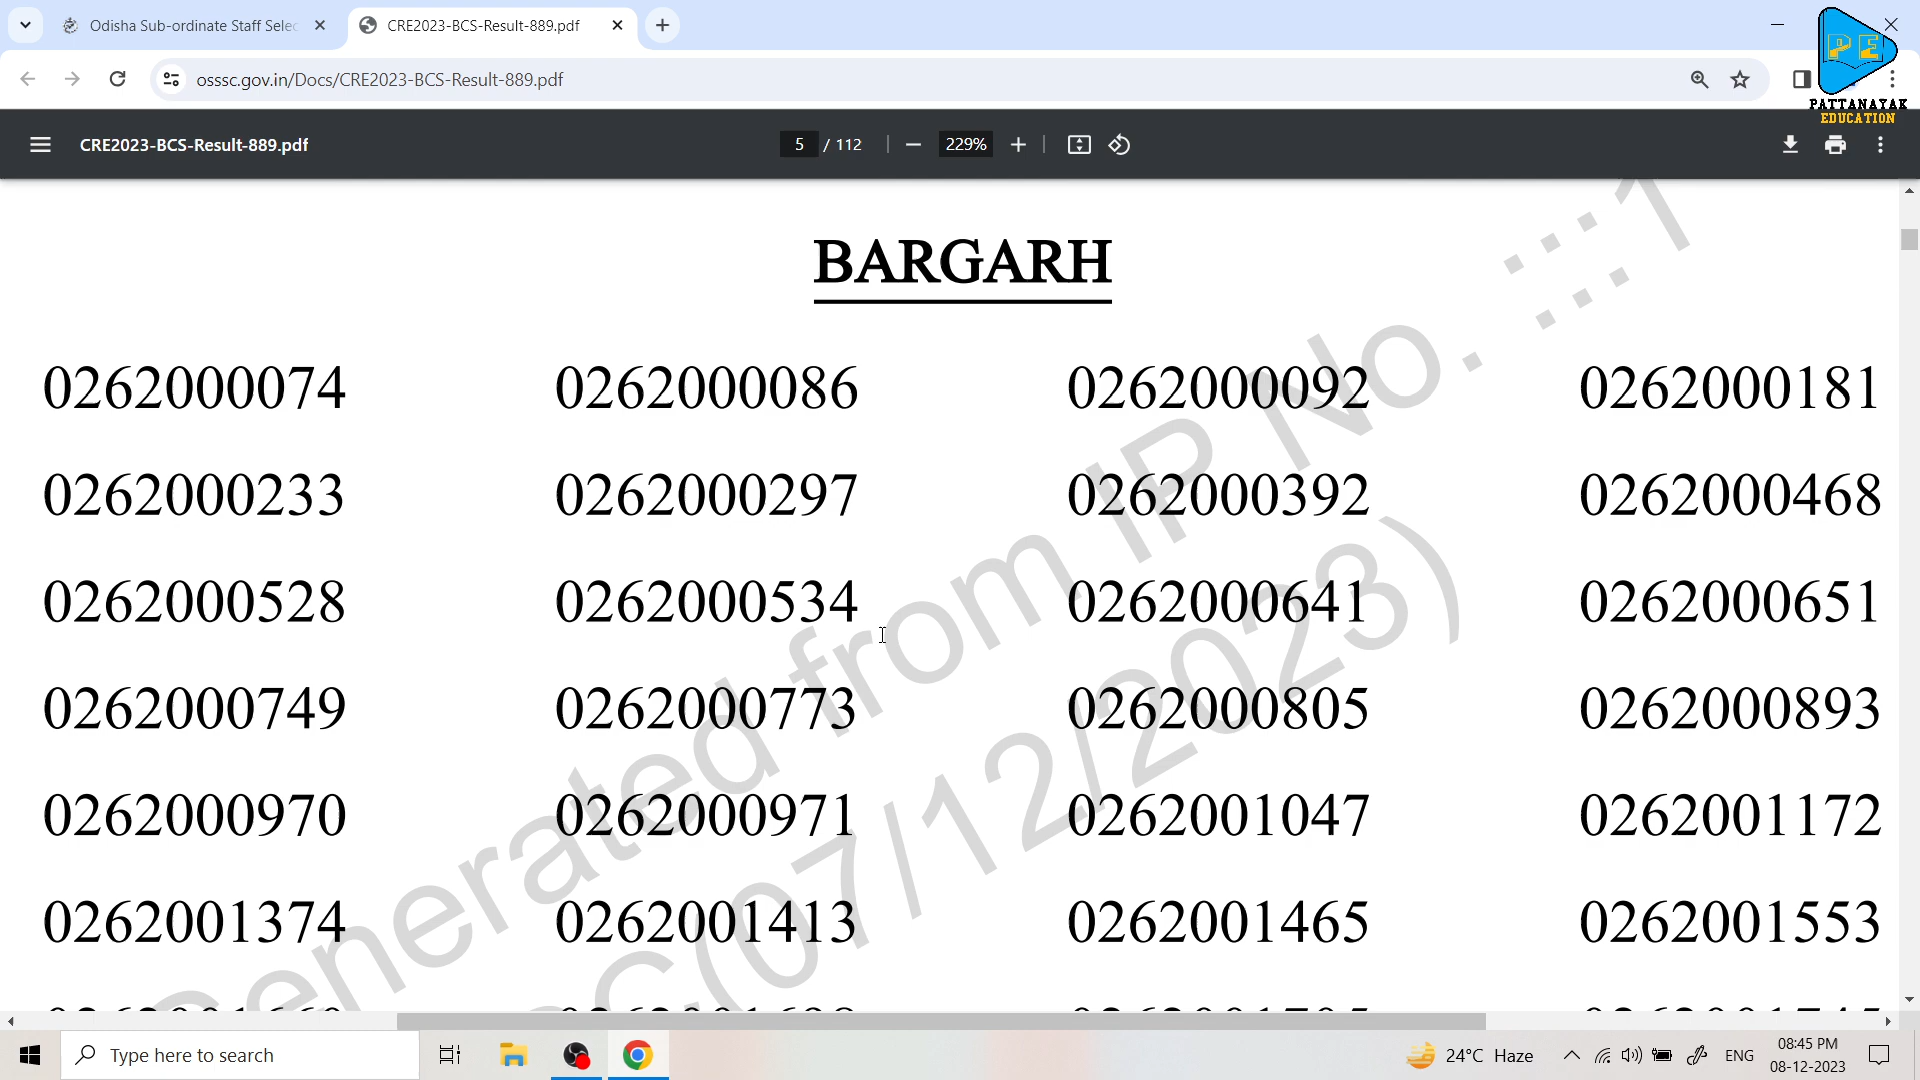 Odisha Sub-ordinate Staff Selec
CRE2023-BCS-Result-889.pdf
osssc.gov.in/Docs/CRE2023-BCS-Result-889.pdf
PE
PATTANAYAK
EDUCATION
CRE2023-BCS-Result-889.pdf
5 / 112
229%
BARGARH
0262000074 0262000086 0262000092 0262000181
0262000233 0262000297 0262000392 0262000468
0262000528 0262000534 0262000641 0262000651
0262000749 0262000773 0262000805 0262000893
0262000970 0262000971 0262001047 0262001172
0262001374 0262001413 0262001465 0262001553
enerated from IP No. .:::1
C(07/12/2023)
Type here to search
24°C Haze
ENG
08:45 PM
08-12-2023